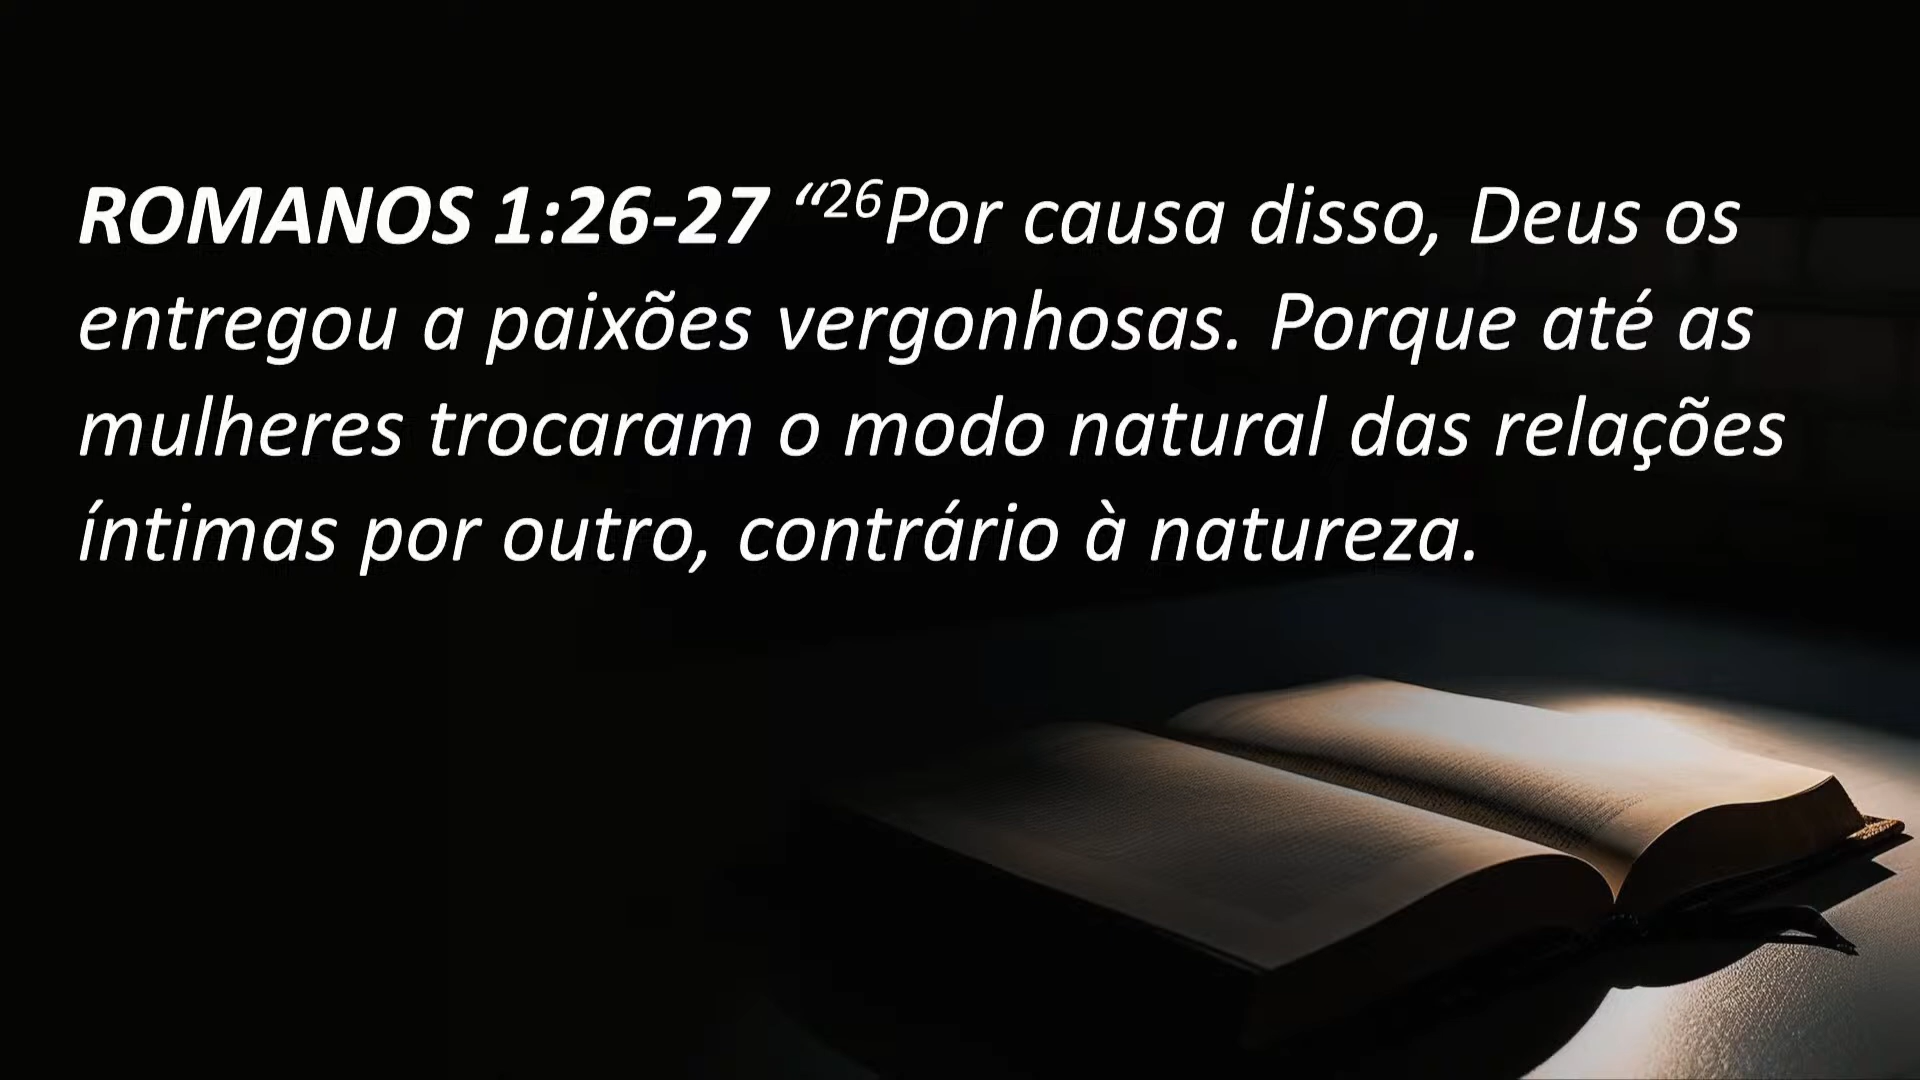 ROMANOS 1:26-27 “26Por causa disso, Deus os
entregou a paixões vergonhosas. Porque até as
mulheres trocaram o modo natural das relações
íntimas por outro, contrário à natureza.